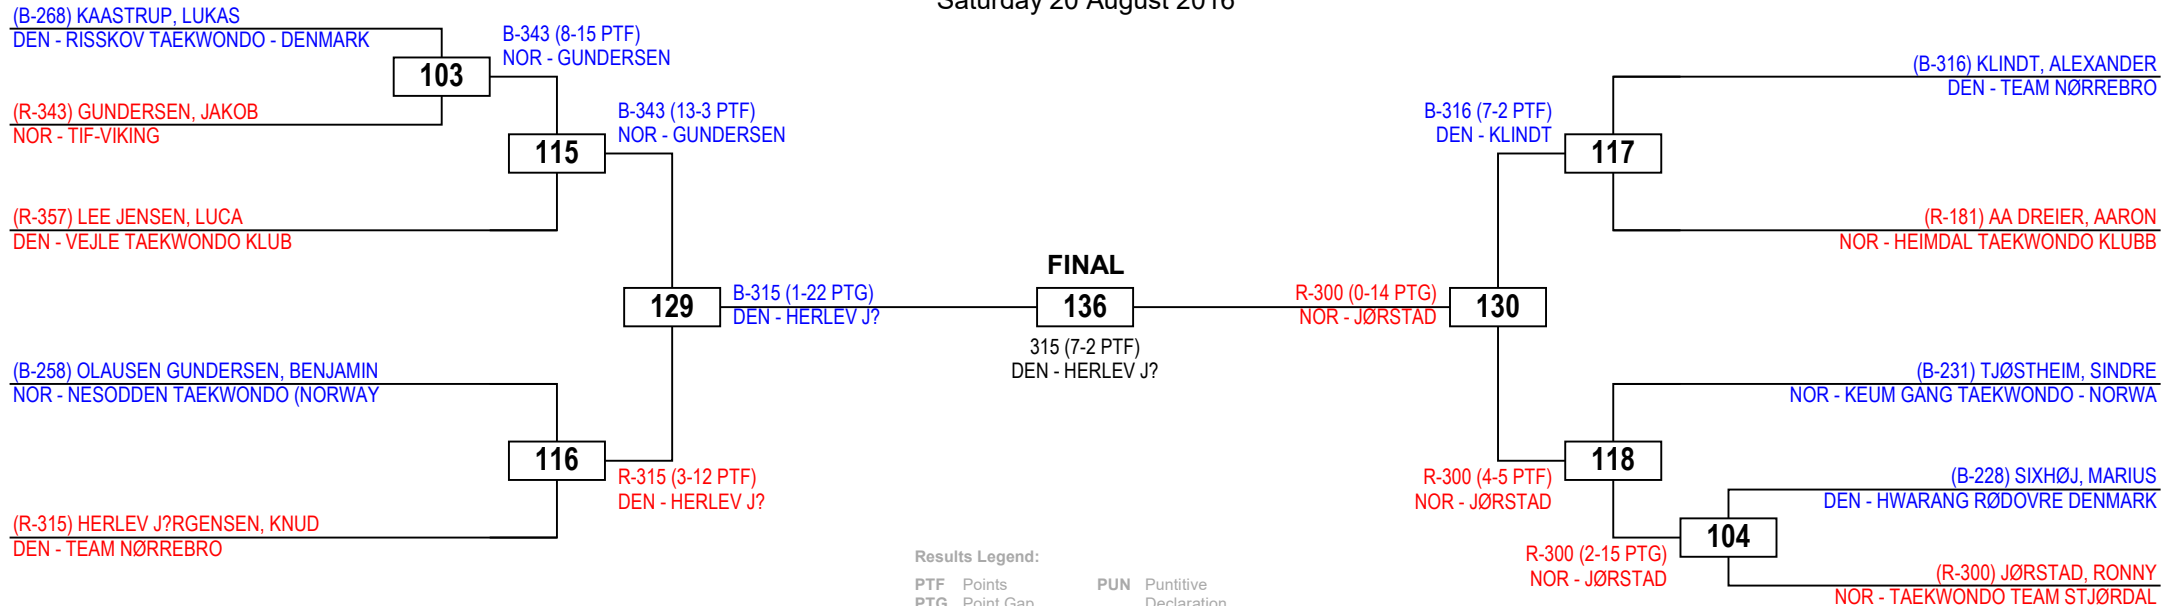 Saturday 20 August 2016
(B-268) KAASTRUP, LUKAS
DEN - RISSKOV TAEKWONDO - DENMARK
103
B-343 (8-15 PTF)
NOR - GUNDERSEN
(R-343) GUNDERSEN, JAKOB
NOR - TIF-VIKING
115
B-343 (13-3 PTF)
NOR - GUNDERSEN
(R-357) LEE JENSEN, LUCA
DEN - VEJLE TAEKWONDO KLUB
129
B-315 (1-22 PTG)
DEN - HERLEV J?
(B-258) OLAUSEN GUNDERSEN, BENJAMIN
NOR - NESODDEN TAEKWONDO (NORWAY
116
R-315 (3-12 PTF)
DEN - HERLEV J?
(R-315) HERLEV J?RGENSEN, KNUD
DEN - TEAM NØRREBRO
FINAL
136
315 (7-2 PTF)
DEN - HERLEV J?
(B-316) KLINDT, ALEXANDER
DEN - TEAM NØRREBRO
B-316 (7-2 PTF)
DEN - KLINDT
117
(R-181) AA DREIER, AARON
NOR - HEIMDAL TAEKWONDO KLUBB
R-300 (0-14 PTG)
NOR - JØRSTAD
130
(B-231) TJØSTHEIM, SINDRE
NOR - KEUM GANG TAEKWONDO - NORWA
118
R-300 (4-5 PTF)
NOR - JØRSTAD
(B-228) SIXHØJ, MARIUS
DEN - HWARANG RØDOVRE DENMARK
104
R-300 (2-15 PTG)
NOR - JØRSTAD
(R-300) JØRSTAD, RONNY
NOR - TAEKWONDO TEAM STJØRDAL
Results Legend:
PTF Points PUN Puntitive
PTG Point Gap Declaration